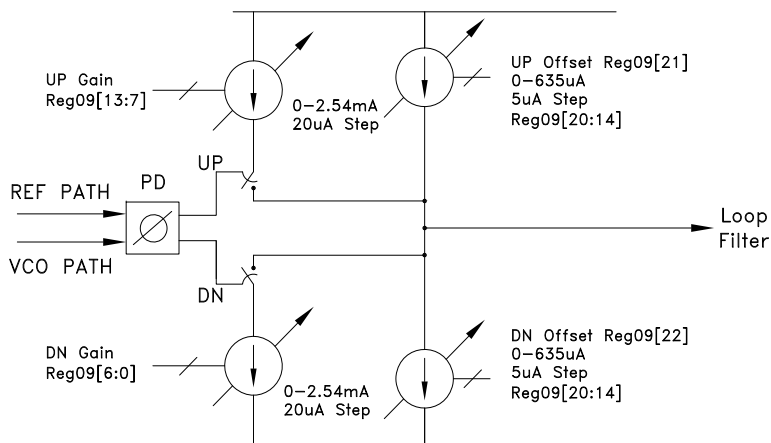 UP Gain
Reg09[13:7]
0-2.54mA
20uA Step
UP Offset Reg09[21]
0-635uA
5uA Step
Reg09[20:14]
UP
REF PATH
PD
VCO PATH
Loop
Filter
DN
DN Gain
Reg09[6:0]
0-2.54mA
20uA Step
DN Offset Reg09[22]
0-635uA
5uA Step
Reg09[20:14]